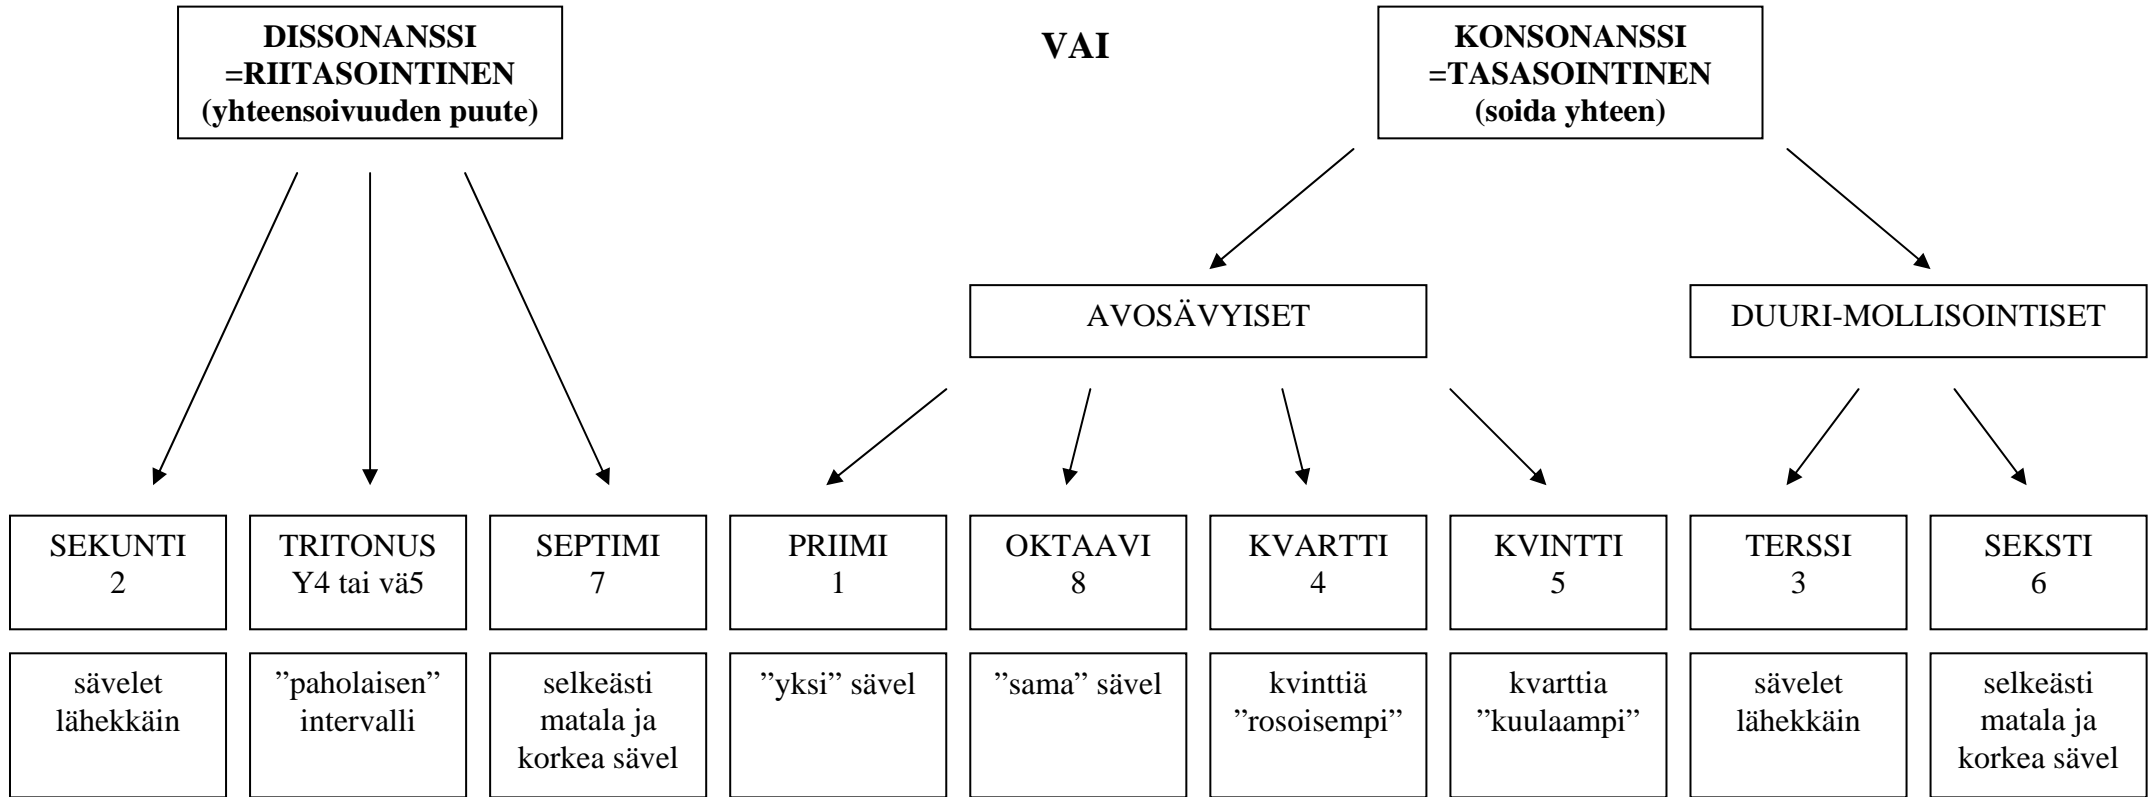 DISSONANSSI
=RIITASOINTINEN
(yhteensoivuuden puute)
VAI
KONSONANSSI
=TASASOINTINEN
(soida yhteen)
AVOSÄVYISET
DUURI-MOLLISOINTISET
SEKUNTI
2
TRITONUS
Y4 tai vä5
SEPTIMI
7
PRIIMI
1
OKTAAVI
8
KVARTTI
4
KVINTTI
5
TERSSI
3
SEKSTI
6
sävelet
lähekkäin
”paholaisen”
intervalli
selkeästi
matala ja
korkea sävel
”yksi” sävel
”sama” sävel
kvinttiä
”rosoisempi”
kvarttia
”kuulaampi”
sävelet
lähekkäin
selkeästi
matala ja
korkea sävel